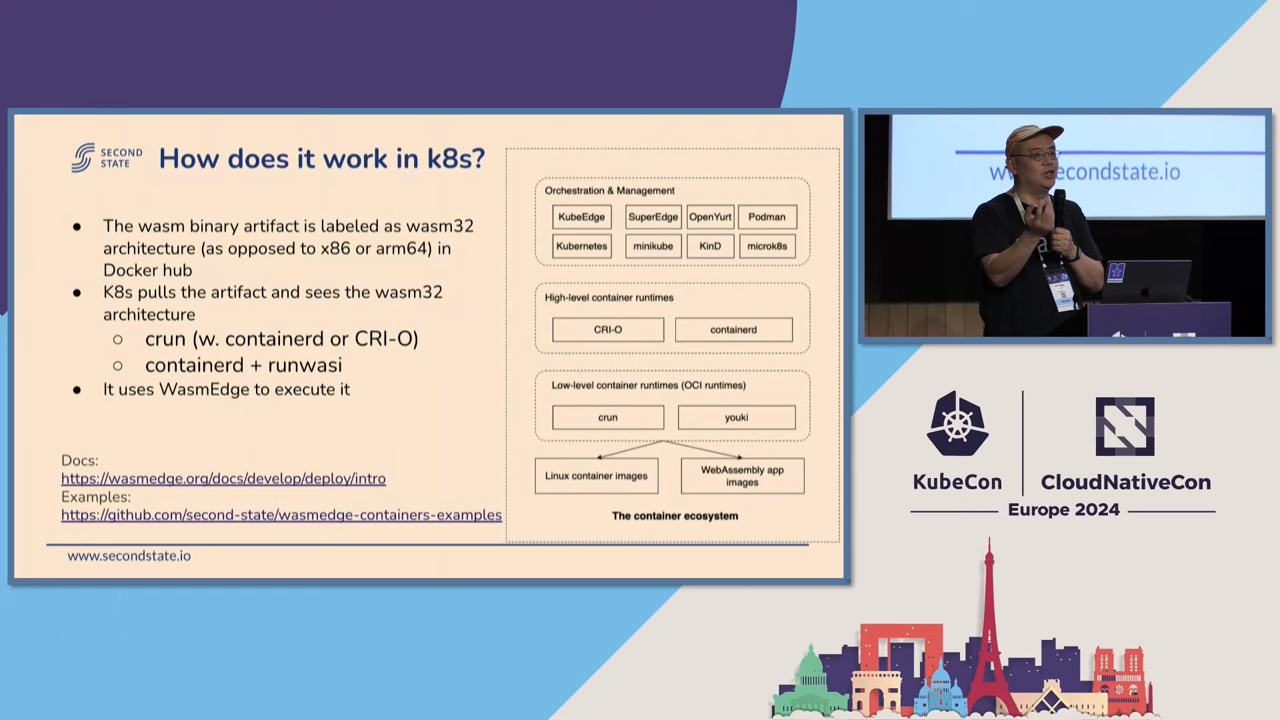 SECOND
STATE
How does it work in k8s?
● The wasm binary artifact is labeled as wasm32
architecture (as opposed to x86 or arm64) in
Docker hub
● K8s pulls the artifact and sees the wasm32
architecture
○ crun (w. containerd or CRI-O)
○ containerd + runwasi
● It uses WasmEdge to execute it
Docs:
https://wasmedge.org/docs/develop/deploy/intro
Examples:
https://github.com/second-state/wasmedge-containers-examples
www.secondstate.io
Orchestration & Management
KubeEdge
SuperEdge
OpenYurt
Podman
Kubernetes
minikube
KinD
microk8s
High-level container runtimes
CRI-O
containerd
Low-level container runtimes (OCI runtimes)
crun
youki
Linux container images
WebAssembly app
images
The container ecosystem
econdstate.io
KubeCon
CloudNativeCon
Europe 2024